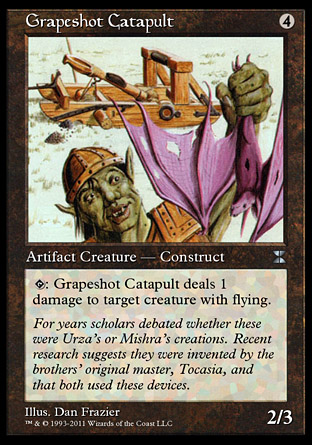 Grapeshot Catapult 4
Artifact Creature — Construct
: Grapeshot Catapult deals 1
damage to target creature with flying.
For years scholars debated whether these
were Urza's or Mishra's creations. Recent
research suggests they were invented by the
brothers' original master, Tocasia, and
that both used these devices.
Illus. Dan Frazier
™ & © 1993-2011 Wizards of the Coast LLC
2/3